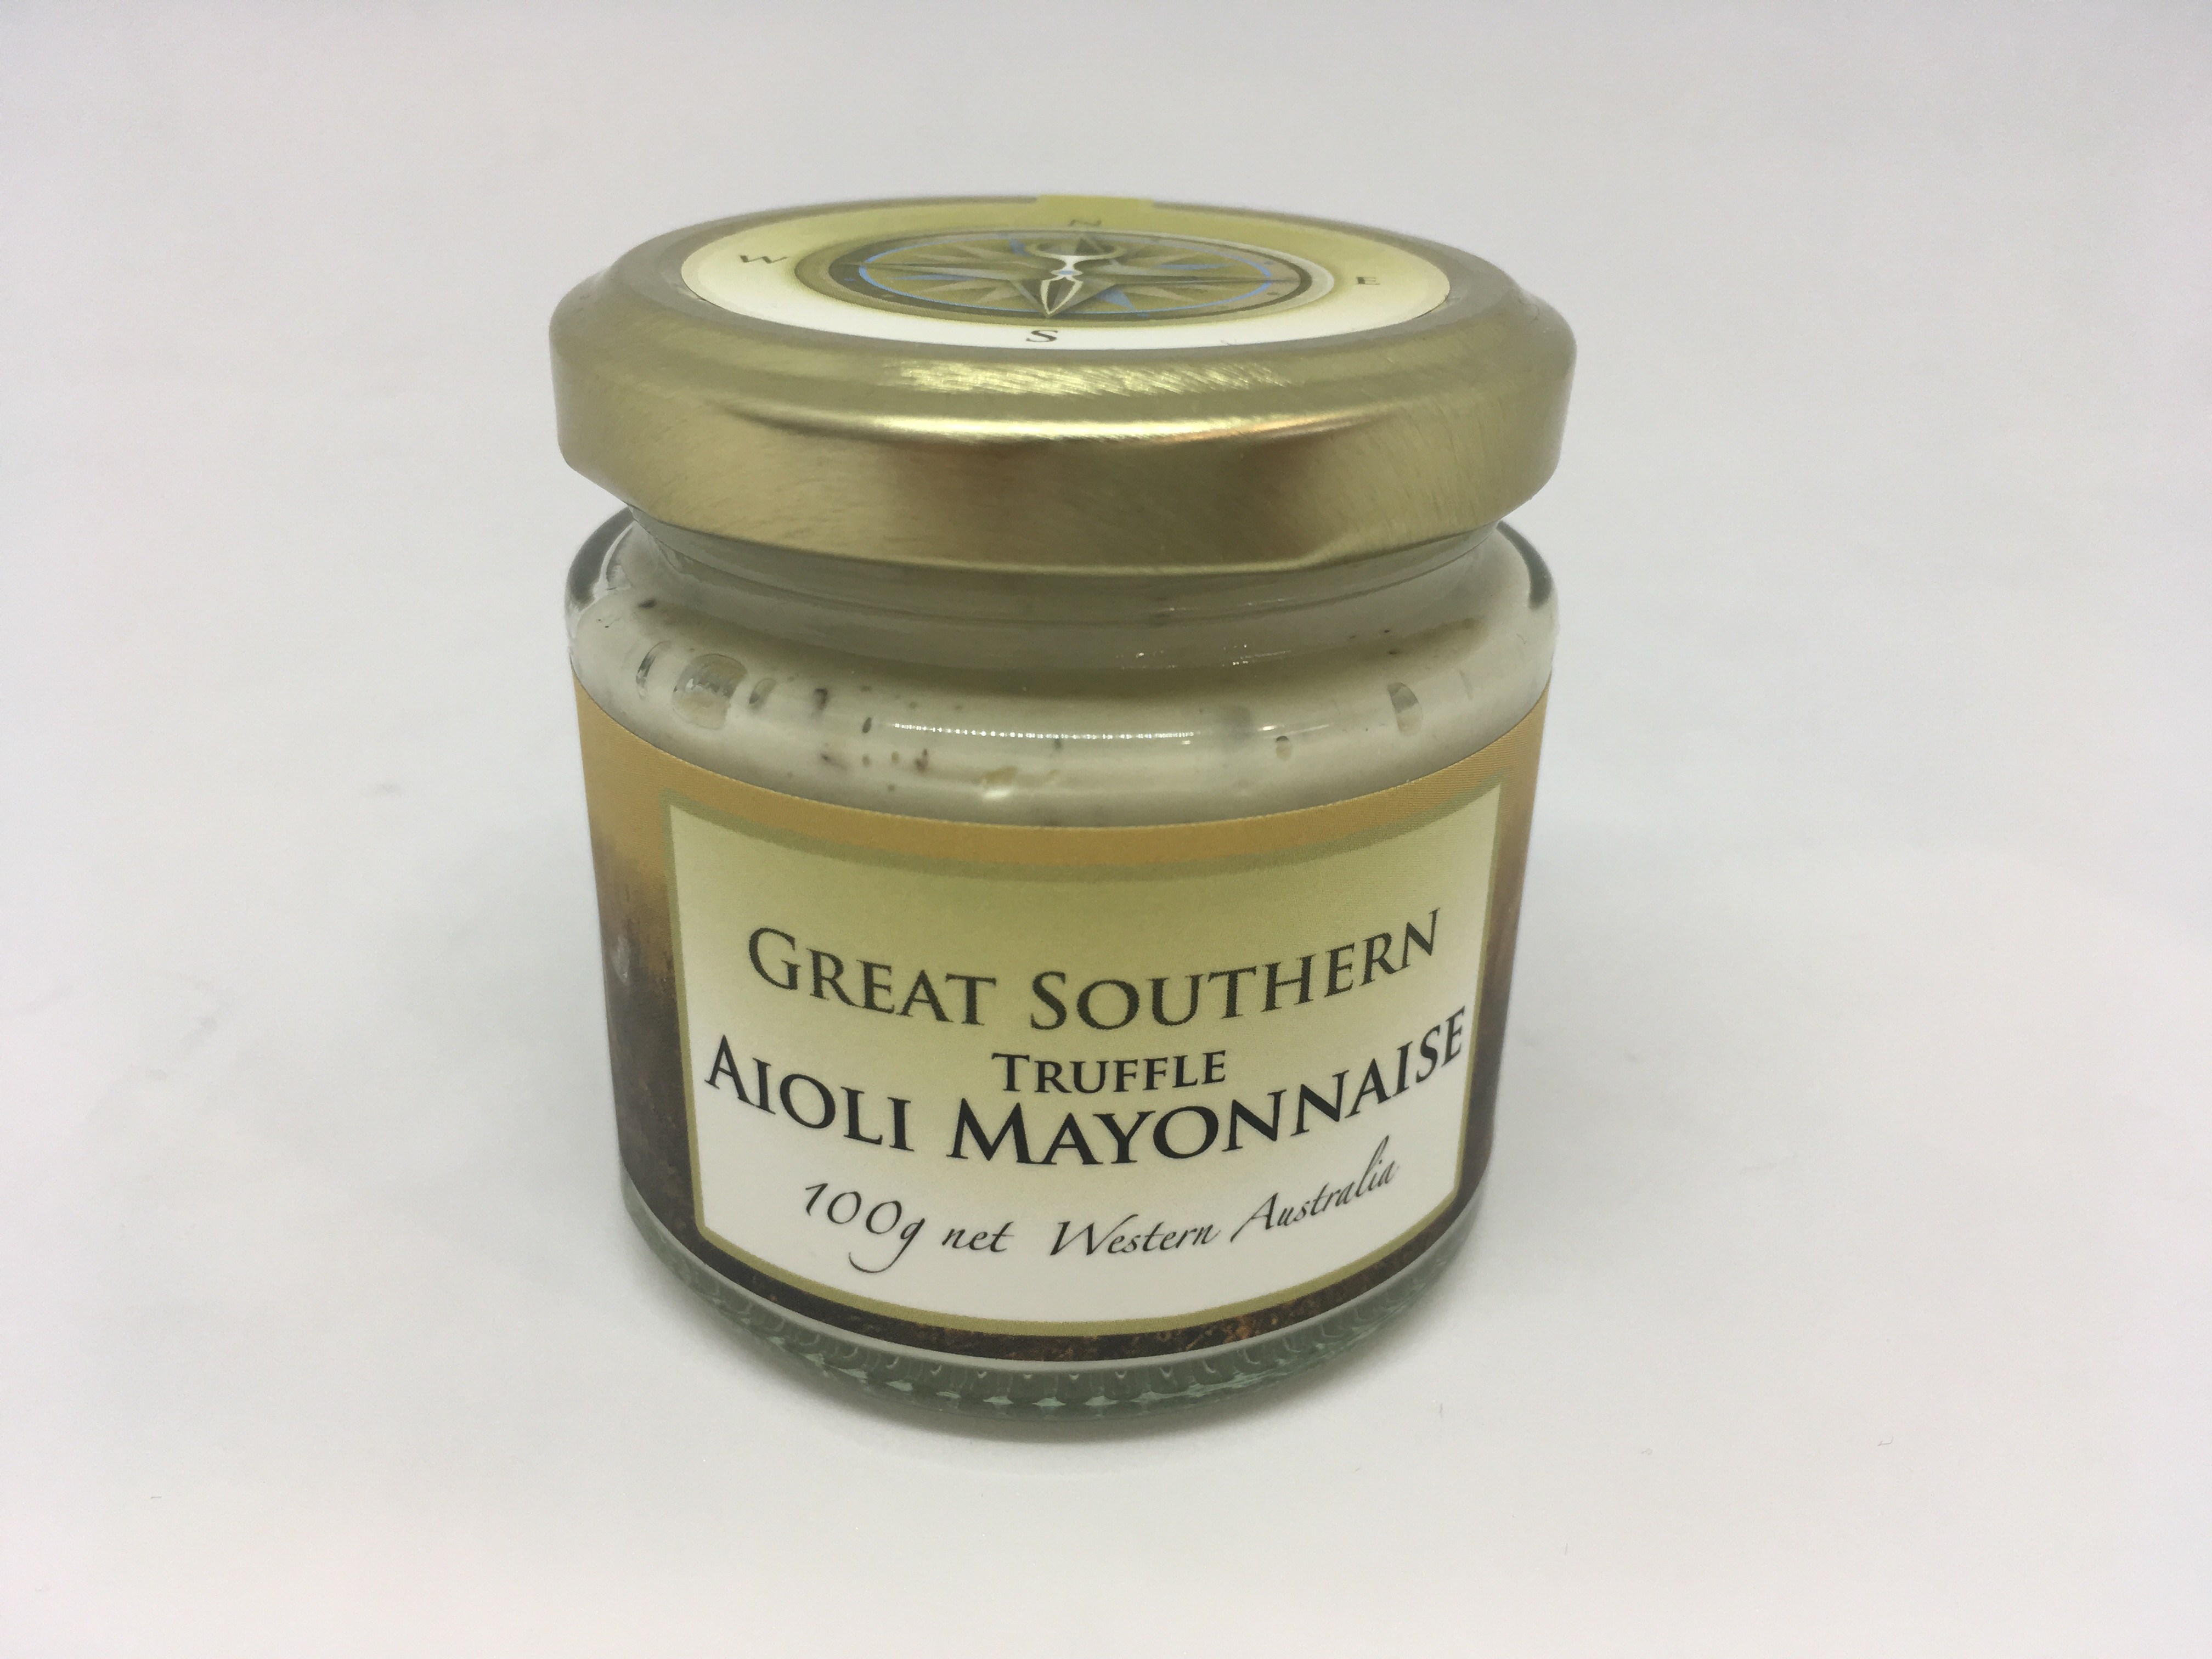 N
W
E
S
GREAT SOUTHERN
TRUFFLE
AIOLI MAYONNAISE
100g net Western Australia